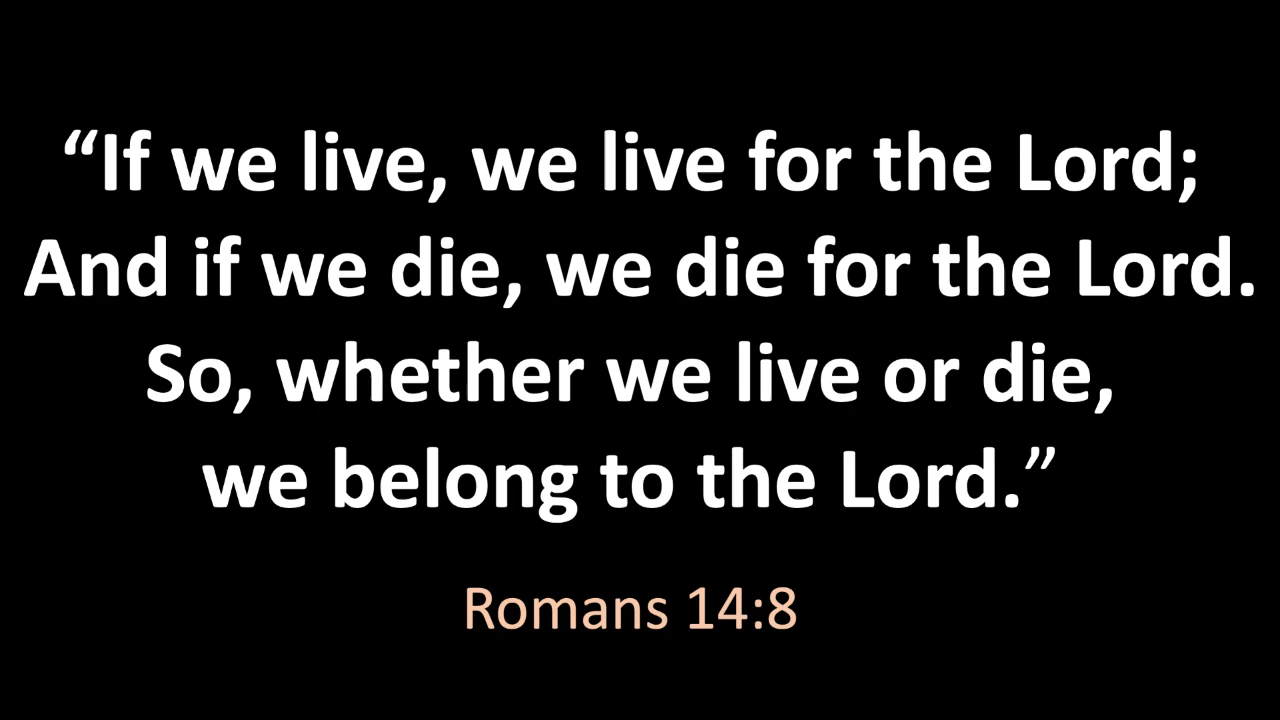 “If we live, we live for the Lord;
And if we die, we die for the Lord.
So, whether we live or die,
we belong to the Lord.”
Romans 14:8